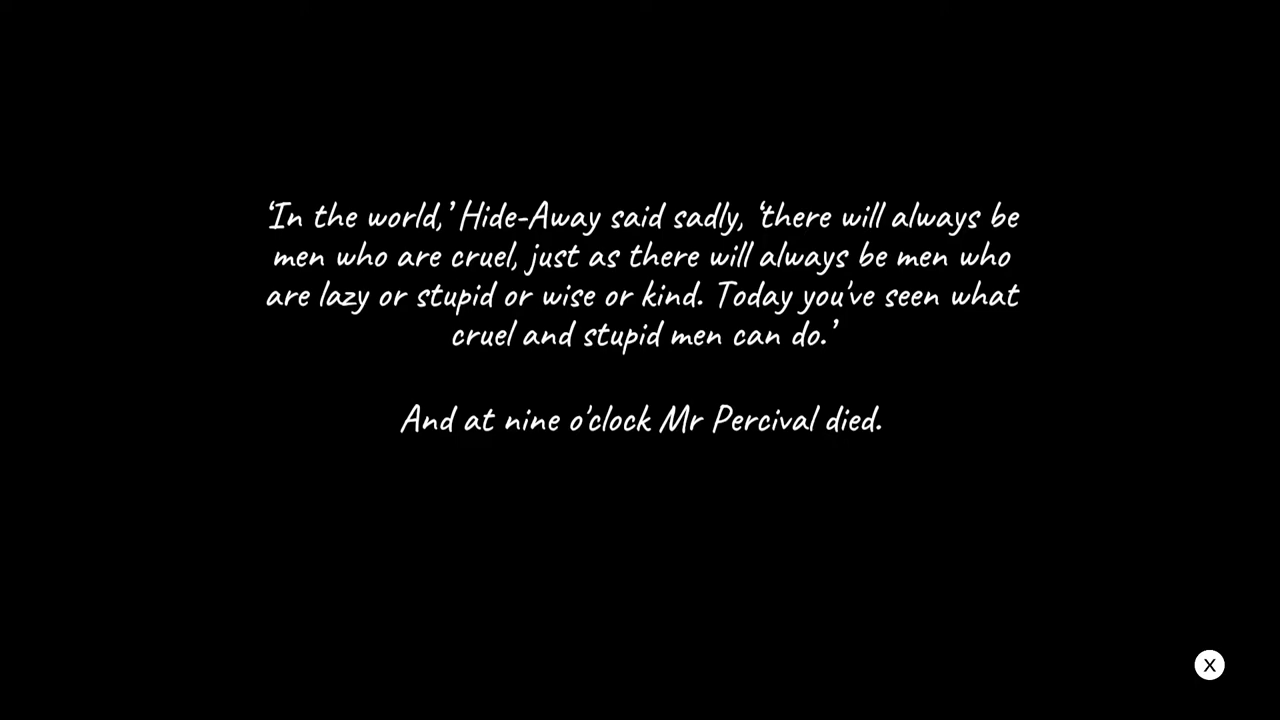 ‘In the world,’ Hide-Away said sadly, ‘there will always be
men who are cruel, just as there will always be men who
are lazy or stupid or wise or kind. Today you've seen what
cruel and stupid men can do.’
And at nine o'clock Mr Percival died.
X